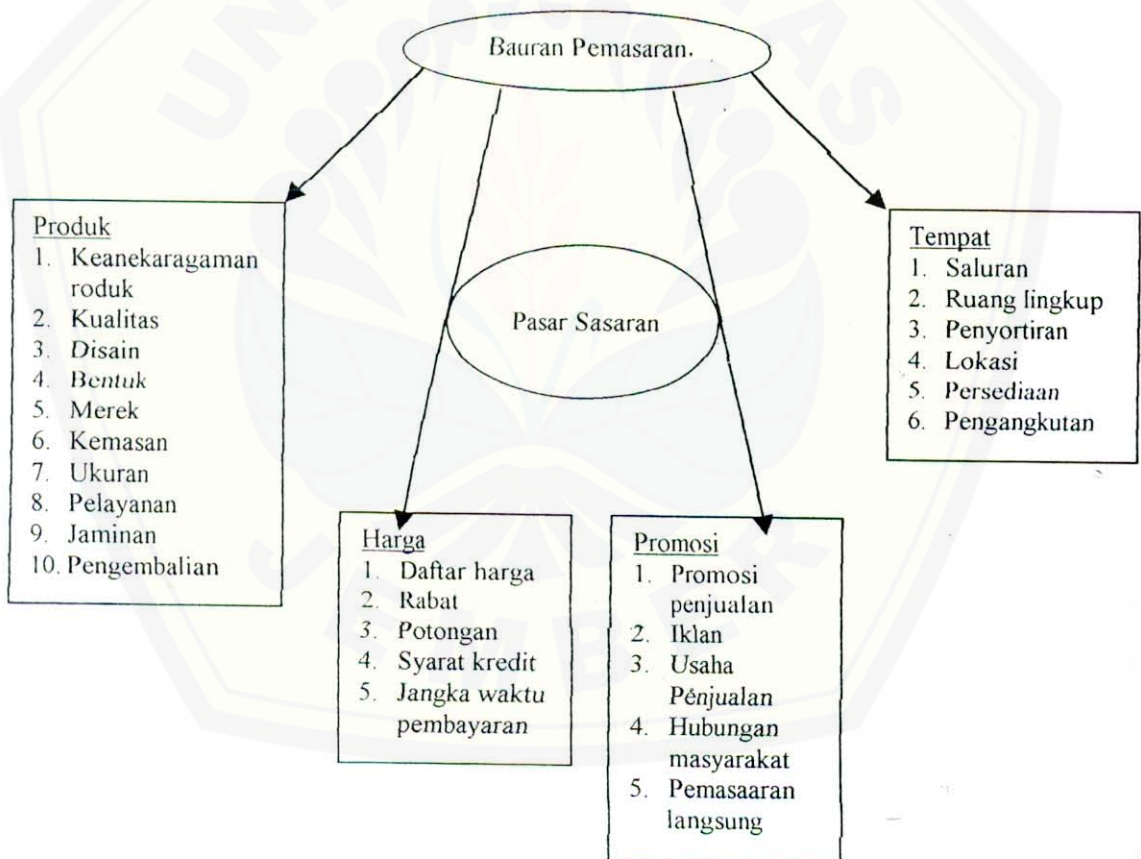 UNIVERSITAS
Bauran Pemasaran.
Produk
1. Keanekaragaman
roduk
2. Kualitas
3. Disain
4. Bentuk
5. Merek
6. Kemasan
7. Ukuran
8. Pelayanan
9. Jaminan
10. Pengembalian
Pasar Sasaran
Tempat
1. Saluran
2. Ruang lingkup
3. Penyortiran
4. Lokasi
5. Persediaan
6. Pengangkutan
Harga
1. Daftar harga
2. Rabat
3. Potongan
4. Syarat kredit
5. Jangka waktu
pembayaran
Promosi
1. Promosi
penjualan
2. Iklan
3. Usaha
Pénjualan
4. Hubungan
masyarakat
5. Pemasaaran
langsung
JEMBER